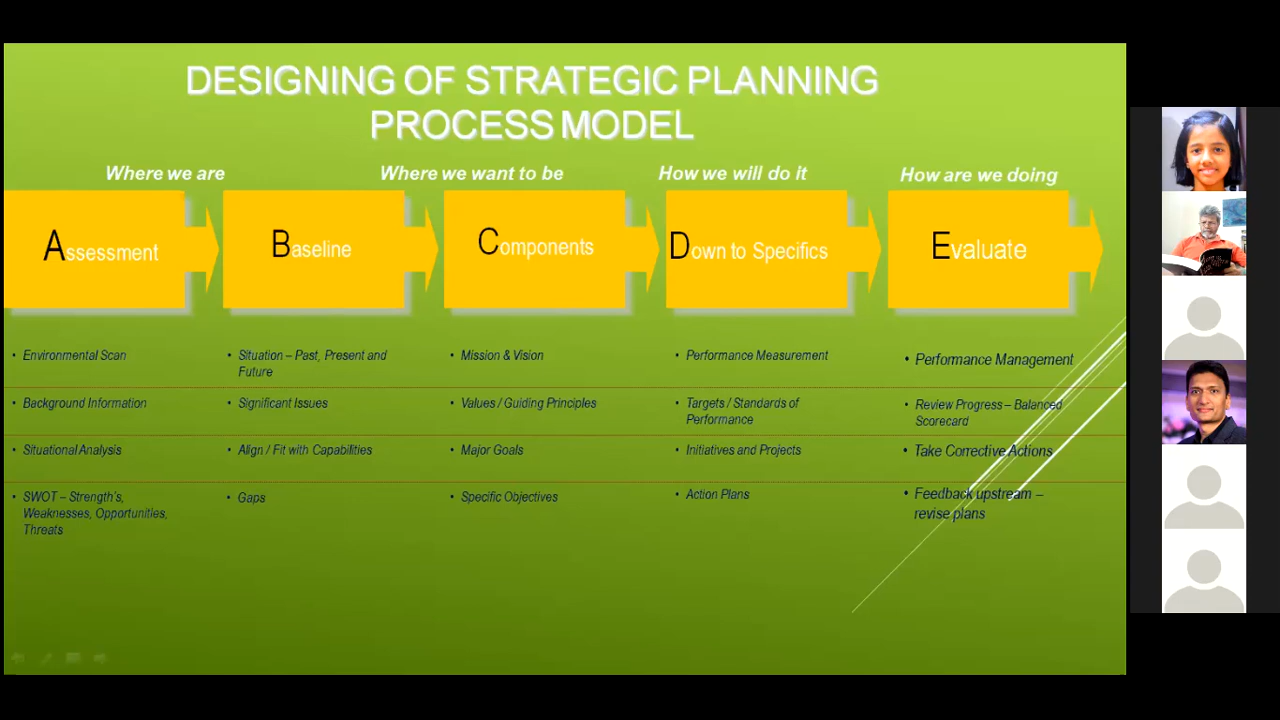 DESIGNING OF STRATEGIC PLANNING
PROCESS MODEL
Where we are
Where we want to be
How we will do it
How are we doing
Assessment
Baseline
Components
Down to Specifics
Evaluate
• Environmental Scan
• Background Information
• Situational Analysis
• SWOT – Strength's,
Weaknesses, Opportunities,
Threats
• Situation – Past, Present and
Future
• Significant Issues
• Align / Fit with Capabilities
• Gaps
• Mission & Vision
• Values / Guiding Principles
• Major Goals
• Specific Objectives
• Performance Measurement
• Targets / Standards of
Performance
• Initiatives and Projects
• Action Plans
• Performance Management
• Review Progress – Balanced
Scorecard
• Take Corrective Actions
• Feedback upstream –
revise plans